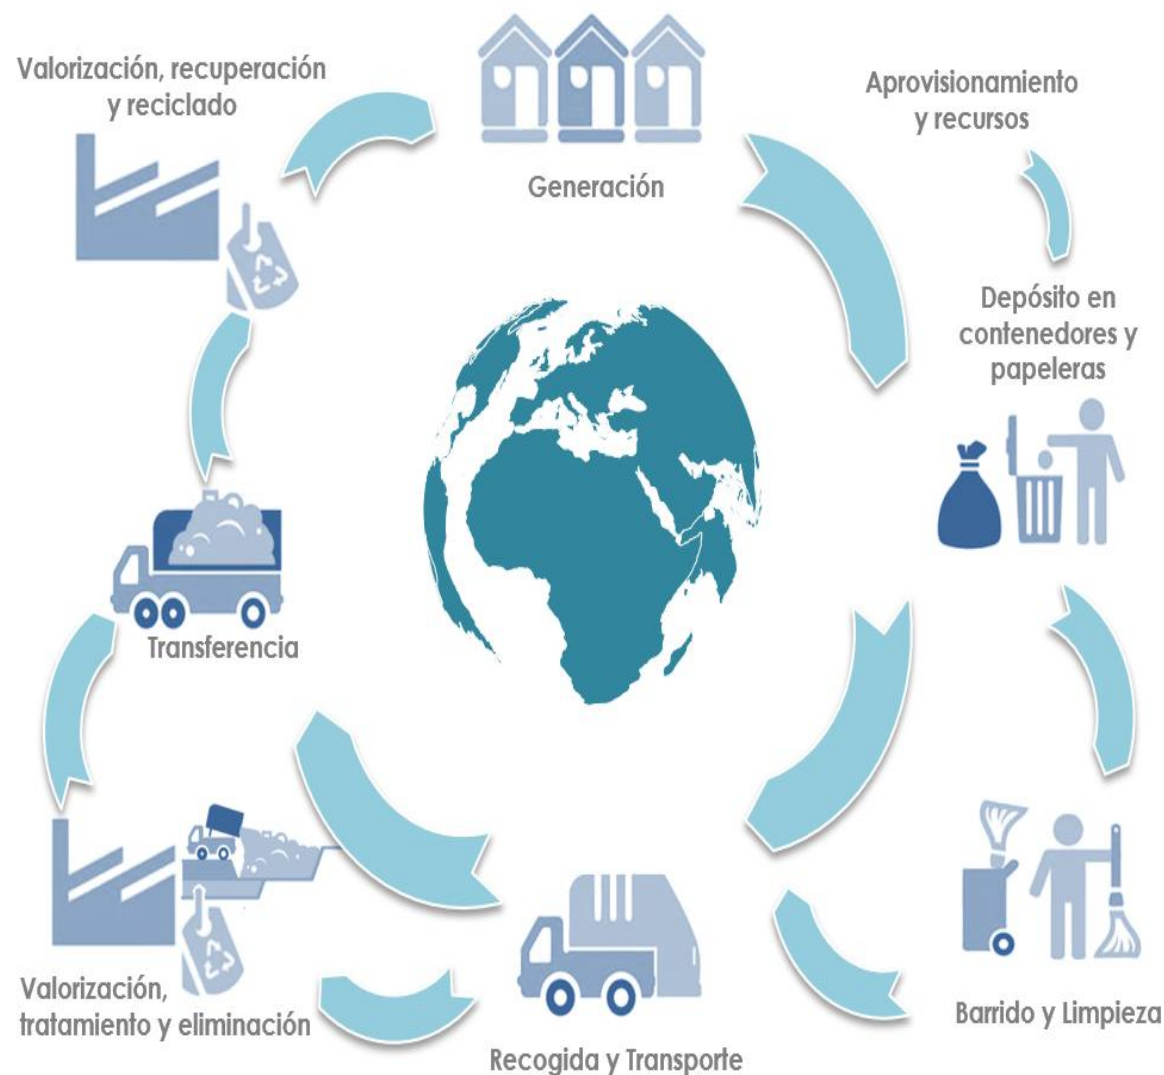 Valorización, recuperación
y reciclado
Generación
Aprovisionamiento
y recursos
Depósito en
contenedores y
papeleras
Transferencia
Valorización,
tratamiento y eliminación
Recogida y Transporte
Barrido y Limpieza